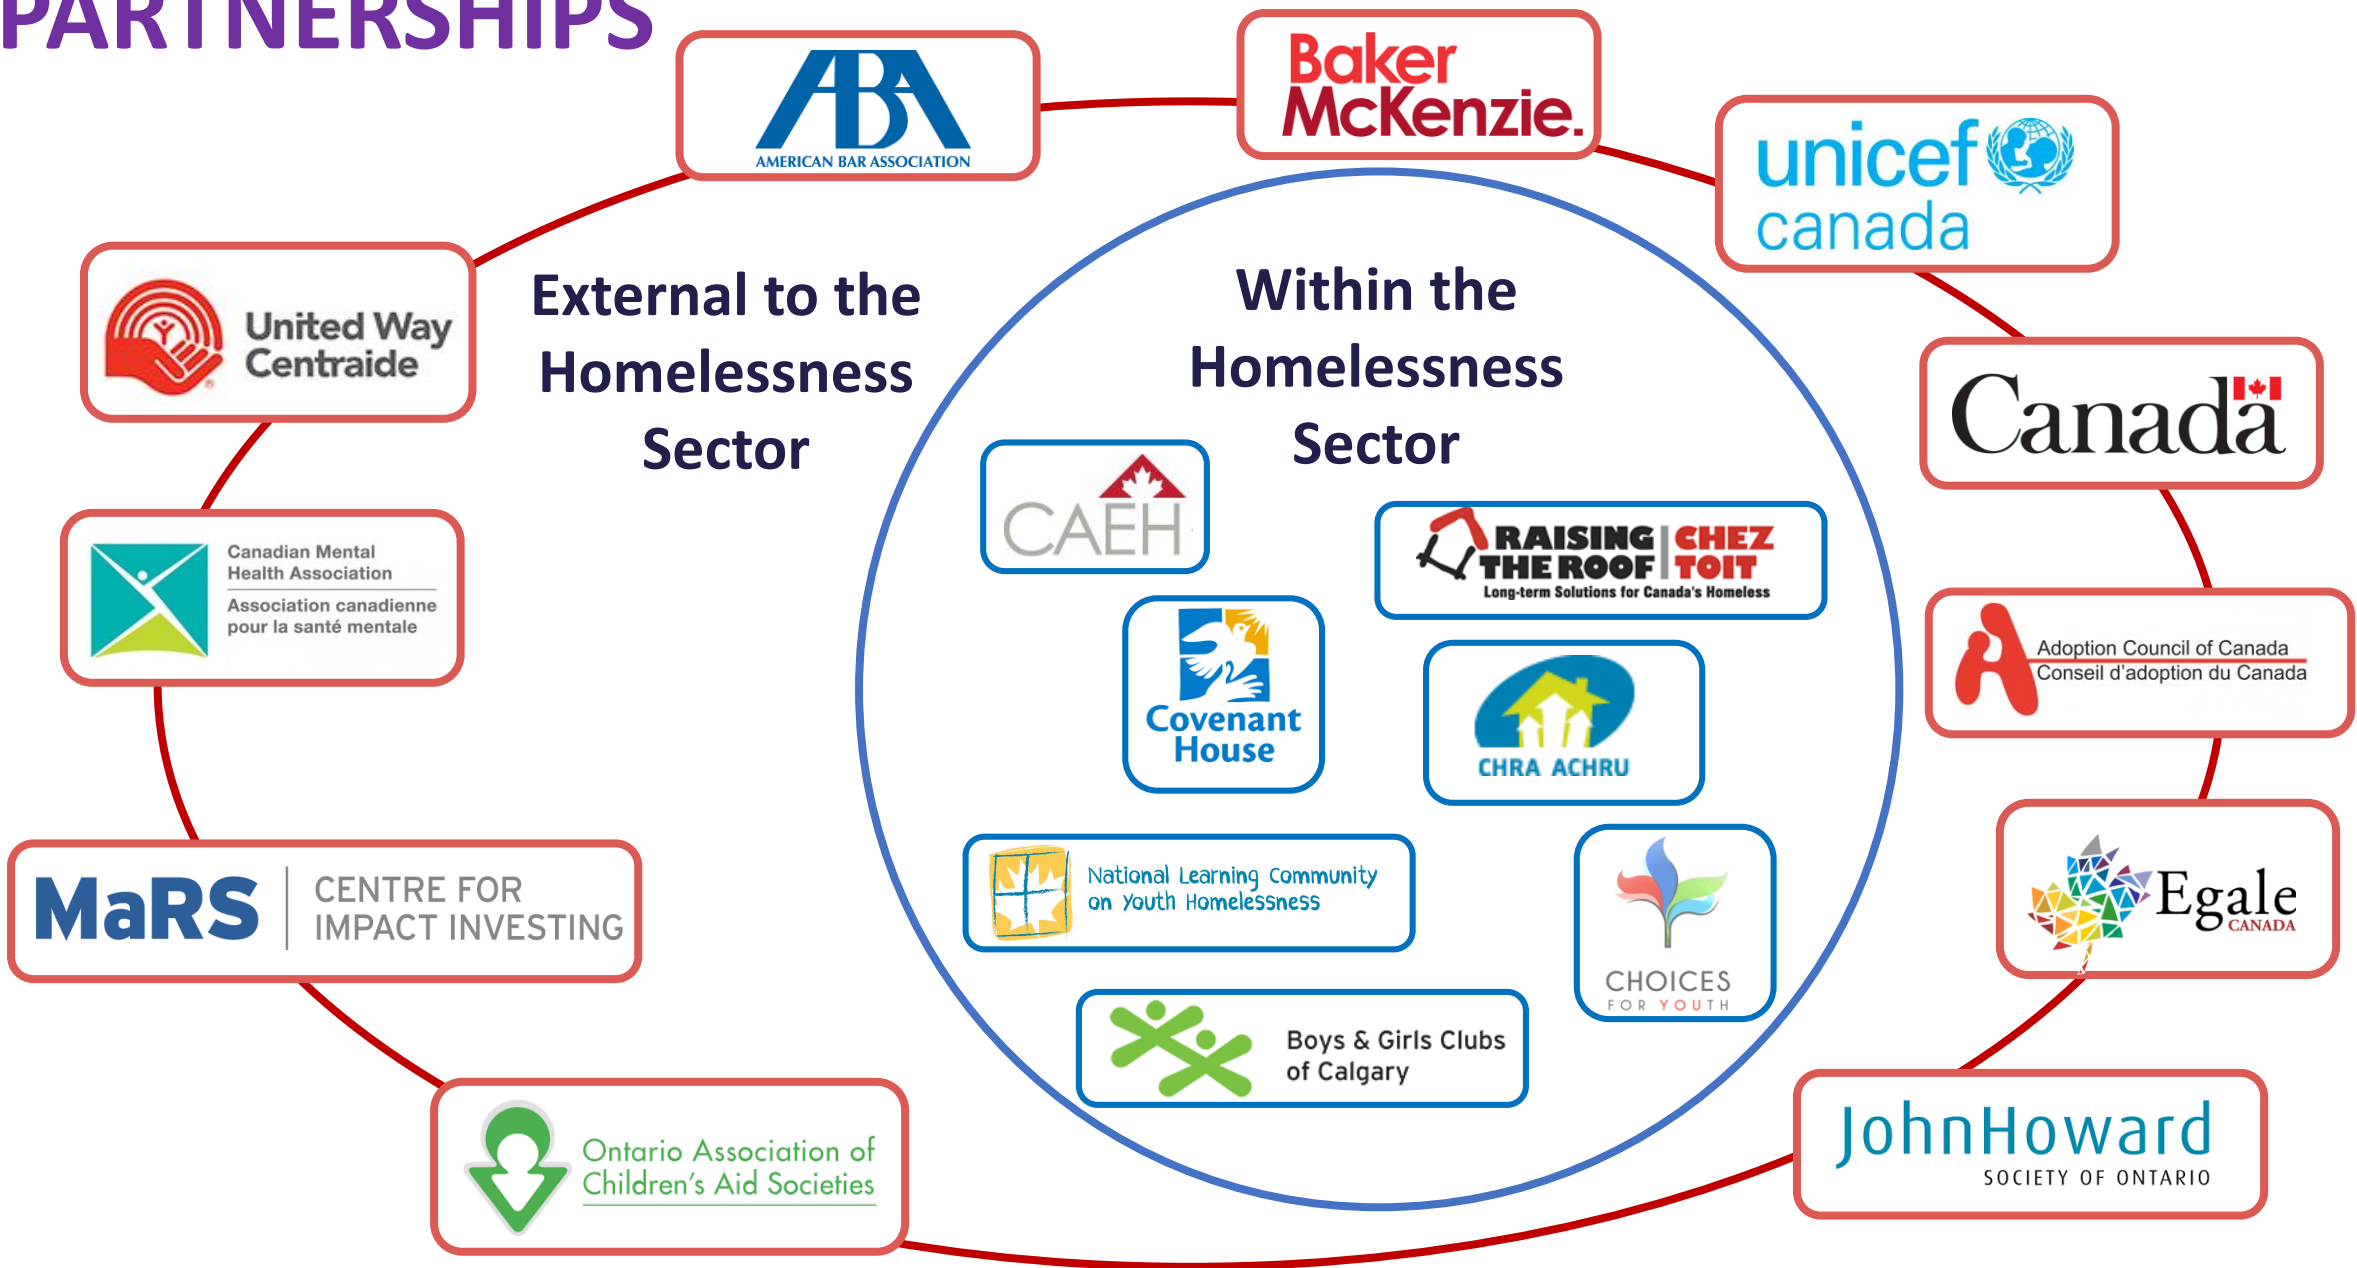 PARTNERSHIPS
ABA
AMERICAN BAR ASSOCIATION
Baker
McKenzie.
unicef
canada
United Way
Centraide
External to the
Homelessness
Sector
Within the
Homelessness
Sector
Canada
CAEH
RAISING
THE ROOF
CHEZ
TOIT
Long-term Solutions for Canada's Homeless
Canadian Mental
Health Association
Association canadienne
pour la santé mentale
Covenant
House
CHRA ACHRU
Adoption Council of Canada
Conseil d'adoption du Canada
MaRS
CENTRE FOR
IMPACT INVESTING
National Learning Community
on Youth Homelessness
CHOICES
FOR YOUTH
Egale
CANADA
Boys & Girls Clubs
of Calgary
Ontario Association of
Children's Aid Societies
JohnHoward
SOCIETY OF ONTARIO